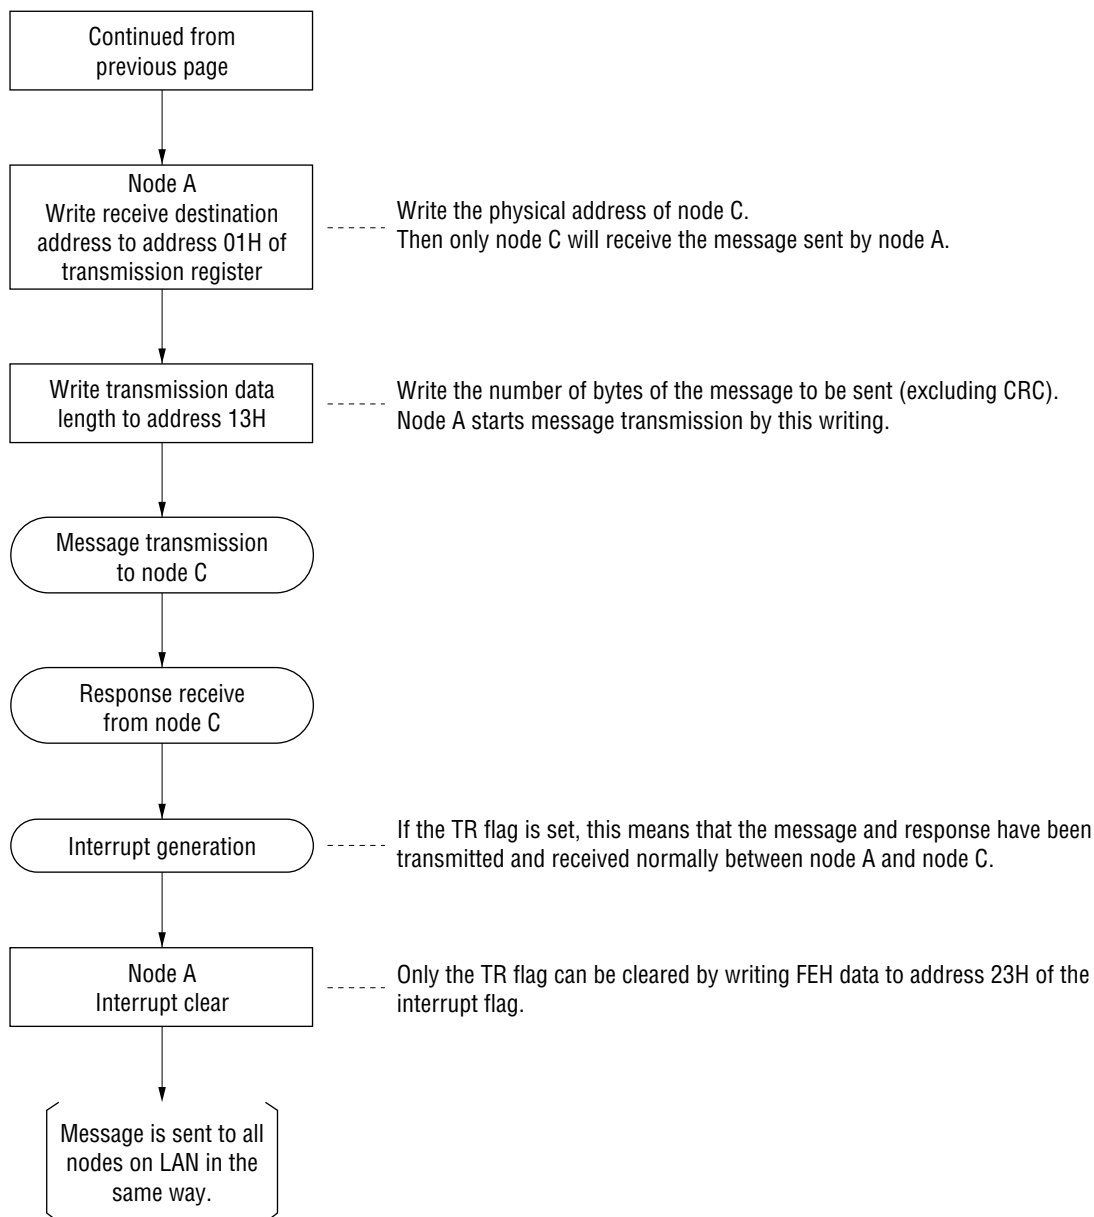 Continued from
previous page
Node A
Write receive destination
address to address 01H of
transmission register
Write the physical address of node C.
Then only node C will receive the message sent by node A.
Write transmission data
length to address 13H
Write the number of bytes of the message to be sent (excluding CRC).
Node A starts message transmission by this writing.
Message transmission
to node C
Response receive
from node C
Interrupt generation
If the TR flag is set, this means that the message and response have been
transmitted and received normally between node A and node C.
Node A
Interrupt clear
Only the TR flag can be cleared by writing FEH data to address 23H of the
interrupt flag.
Message is sent to all
nodes on LAN in the
same way.